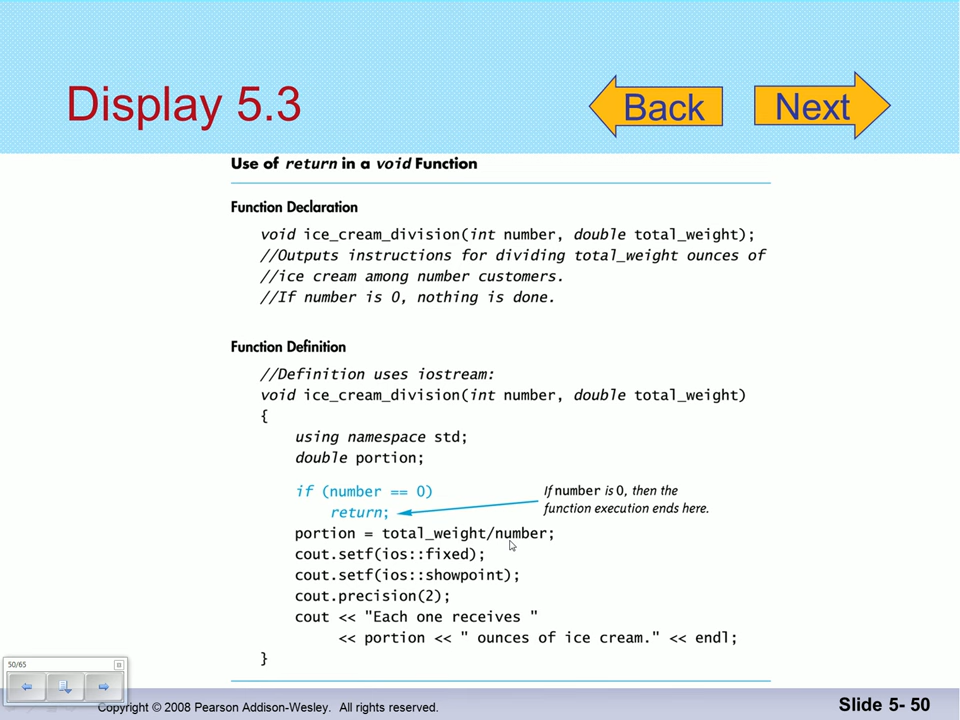 Display 5.3
Back
Next
Use of return in a void Function
Function Declaration
void ice_cream_division(int number, double total_weight);
//Outputs instructions for dividing total_weight ounces of
//ice cream among number customers.
//If number is 0, nothing is done.
Function Definition
//Definition uses iostream:
void ice_cream_division(int number, double total_weight)
{
using namespace std;
double portion;
if (number == 0)
return;
If number is 0, then the
function execution ends here.
portion = total_weight/number;
cout.setf(ios::fixed);
cout.setf(ios::showpoint);
cout.precision(2);
cout << "Each one receives "
<< portion << " ounces of ice cream." << endl;
}
50/65
Copyright © 2008 Pearson Addison-Wesley. All rights reserved.
Slide 5- 50